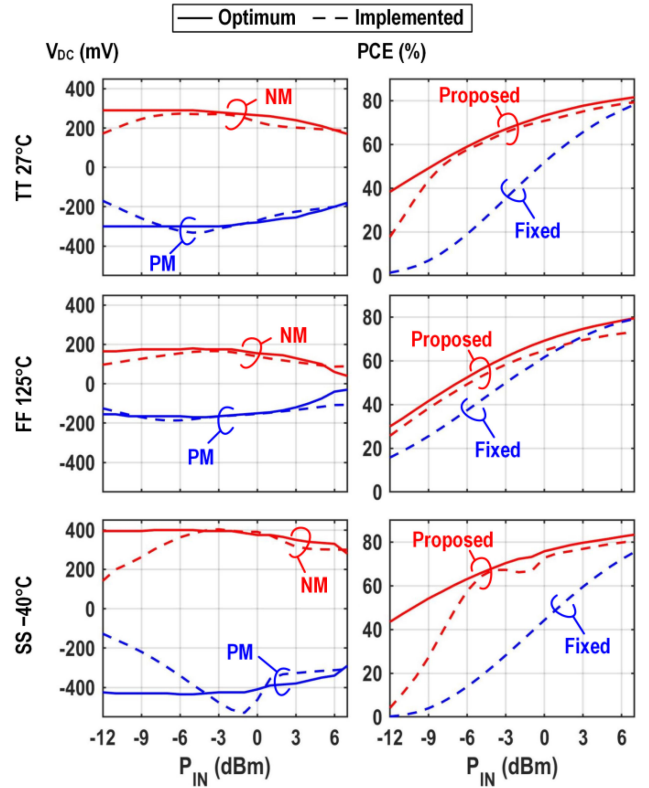 Optimum Implemented
V_DC (mV) PCE (%)
TT 27°C
400
200
0
-200
-400
NM
PM
80
60
40
20
0
Proposed
Fixed
FF 125°C
400
200
0
-200
-400
NM
PM
80
60
40
20
0
Proposed
Fixed
SS −40°C
400
200
0
-200
-400
NM
PM
80
60
40
20
0
Proposed
Fixed
-12 -9 -6 -3 0 3 6
P_IN (dBm)
-12 -9 -6 -3 0 3 6
P_IN (dBm)